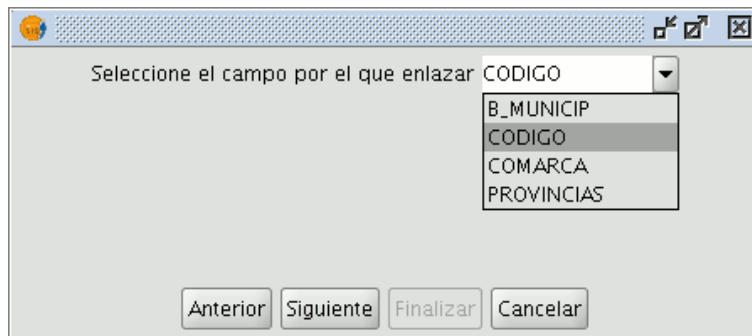 Seleccione el campo por el que enlazar CODIGO
B_MUNICIP
CODIGO
COMARCA
PROVINCIAS
Anterior Siguiente Finalizar Cancelar